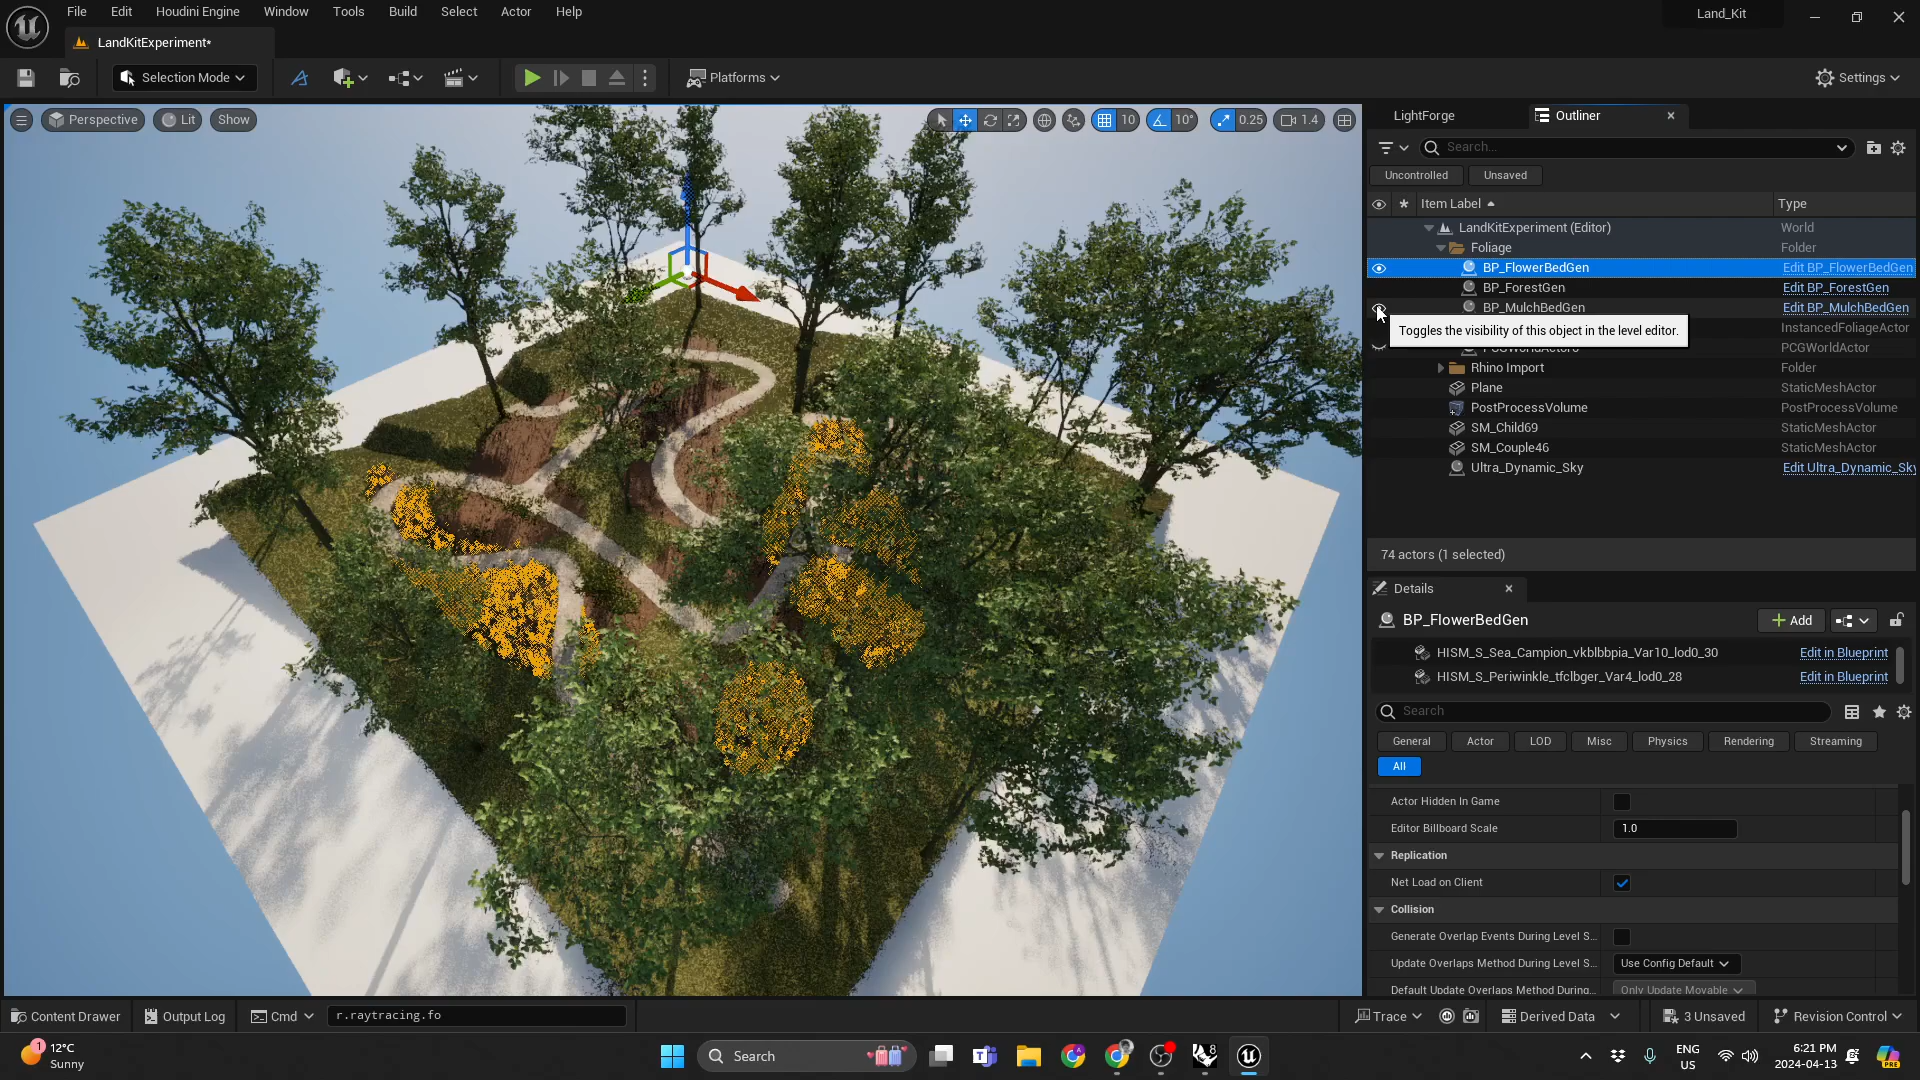 File Edit Houdini Engine Window Tools Build Select Actor Help
Land_Kit
LandKitExperiment*
Selection Mode
Platforms
Settings
Perspective Lit Show
10 10° 0.25 1.4
LightForge
Outliner
Search...
Uncontrolled Unsaved
Item Label Type
LandKitExperiment (Editor) World
Foliage Folder
BP_FlowerBedGen Edit BP_FlowerBedGen
BP_ForestGen Edit BP_ForestGen
BP_MulchBedGen Edit BP_MulchBedGen
InstancedFoliageActor
Toggles the visibility of this object in the level editor.
PCGWorldActor
Rhino Import Folder
Plane StaticMeshActor
PostProcessVolume PostProcessVolume
SM_Child69 StaticMeshActor
SM_Couple46 StaticMeshActor
Ultra_Dynamic_Sky Edit Ultra_Dynamic_Sky
74 actors (1 selected)
Details
BP_FlowerBedGen
Add
HISM_S_Sea_Campion_vkblbbpia_Var10_lod0_30 Edit in Blueprint
HISM_S_Periwinkle_tfclbger_Var4_lod0_28 Edit in Blueprint
Search
General Actor LOD Misc Physics Rendering Streaming
All
Actor Hidden In Game
Editor Billboard Scale 1.0
Replication
Net Load on Client
Collision
Generate Overlap Events During Level S...
Update Overlaps Method During Level S... Use Config Default
Default Update Overlaps Method During... Only Update Movable
Content Drawer Output Log Cmd r.raytracing.fo
Trace Derived Data 3 Unsaved Revision Control
1
12°C
Sunny
Search
8
ENG
US
6:21 PM
2024-04-13
PRE